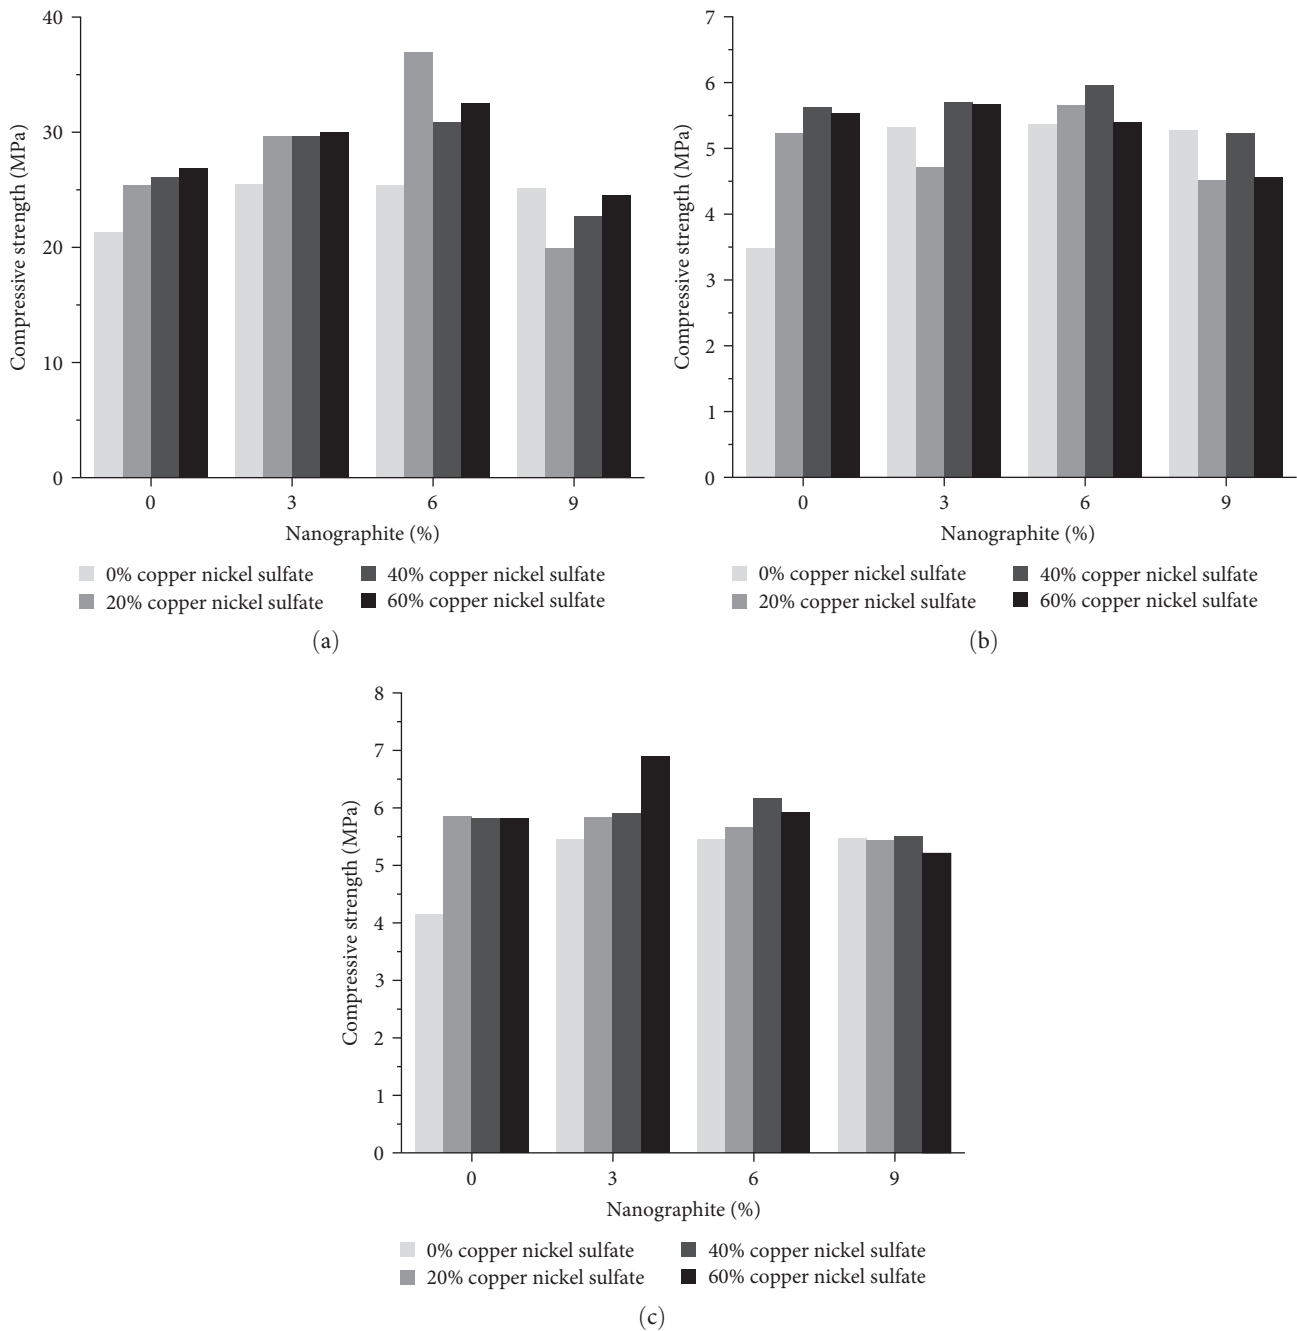 40
30
20
10
0
Compressive strength (MPa)
0 3 6 9
Nanographite (%)
0% copper nickel sulfate 40% copper nickel sulfate
20% copper nickel sulfate 60% copper nickel sulfate
(a)
7
6
5
4
3
2
1
0
Compressive strength (MPa)
0 3 6 9
Nanographite (%)
0% copper nickel sulfate 40% copper nickel sulfate
20% copper nickel sulfate 60% copper nickel sulfate
(b)
8
7
6
5
4
3
2
1
0
Compressive strength (MPa)
0 3 6 9
Nanographite (%)
0% copper nickel sulfate 40% copper nickel sulfate
20% copper nickel sulfate 60% copper nickel sulfate
(c)